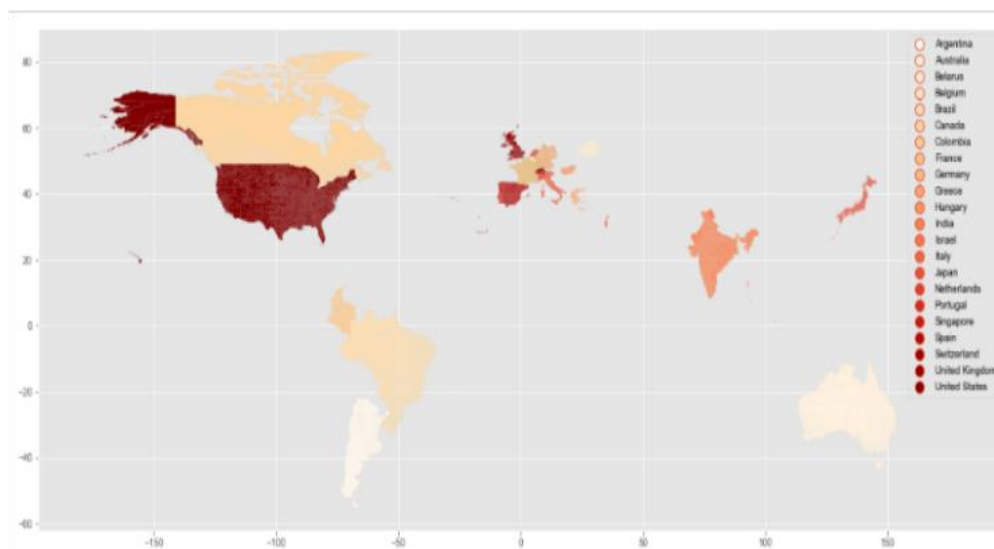 80
60
40
20
0
−20
−40
−60
−150
−100
−50
0
50
100
150
Argentina
Australia
Belarus
Belgium
Brazil
Canada
Colombia
France
Germany
Greece
Hungary
India
Israel
Italy
Japan
Netherlands
Portugal
Singapore
Spain
Switzerland
United Kingdom
United States